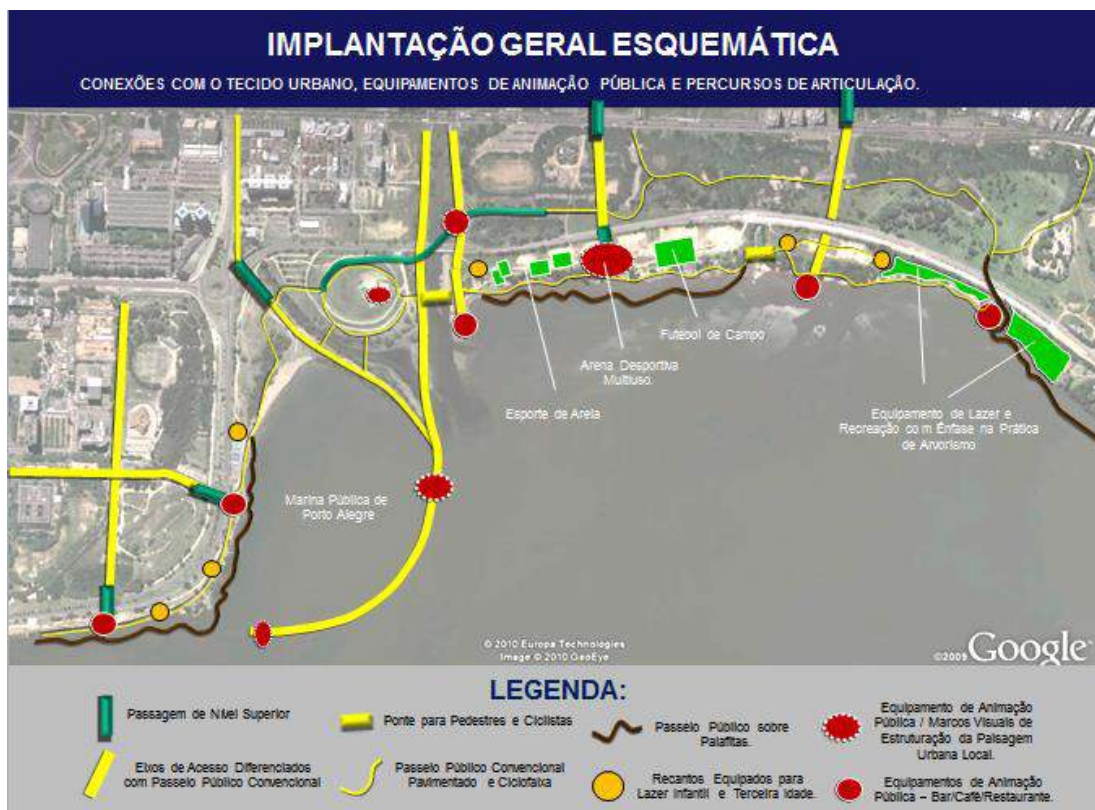 IMPLANTAÇÃO GERAL ESQUEMÁTICA
CONEXÕES COM O TECIDO URBANO, EQUIPAMENTOS DE ANIMAÇÃO PÚBLICA E PERCURSOS DE ARTICULAÇÃO.
Futebol de Campo
Arena Desportiva
Multiuso.
Esporte de Areia
Equipamento de Lazer e
Recreação com Ênfase na Prática
de Arvorismo
Marina Pública de
Porto Alegre
© 2010 Europa Technologies
Image © 2010 GeoEye
©2009 Google
LEGENDA:
Passagem de Nível Superior
Eixos de Acesso Diferenciados
com Passeio Público Convencional
Ponte para Pedestres e Ciclistas
Passeio Público Convencional
Pavimentado e Ciclofaixa
Passeio Público sobre
Palafitas.
Recantos Equipados para
Lazer Infantil e Terceira Idade.
Equipamento de Animação
Pública / Marcos Visuais de
Estruturação da Paisagem
Urbana Local.
Equipamentos de Animação
Pública – Bar/Café/Restaurante.